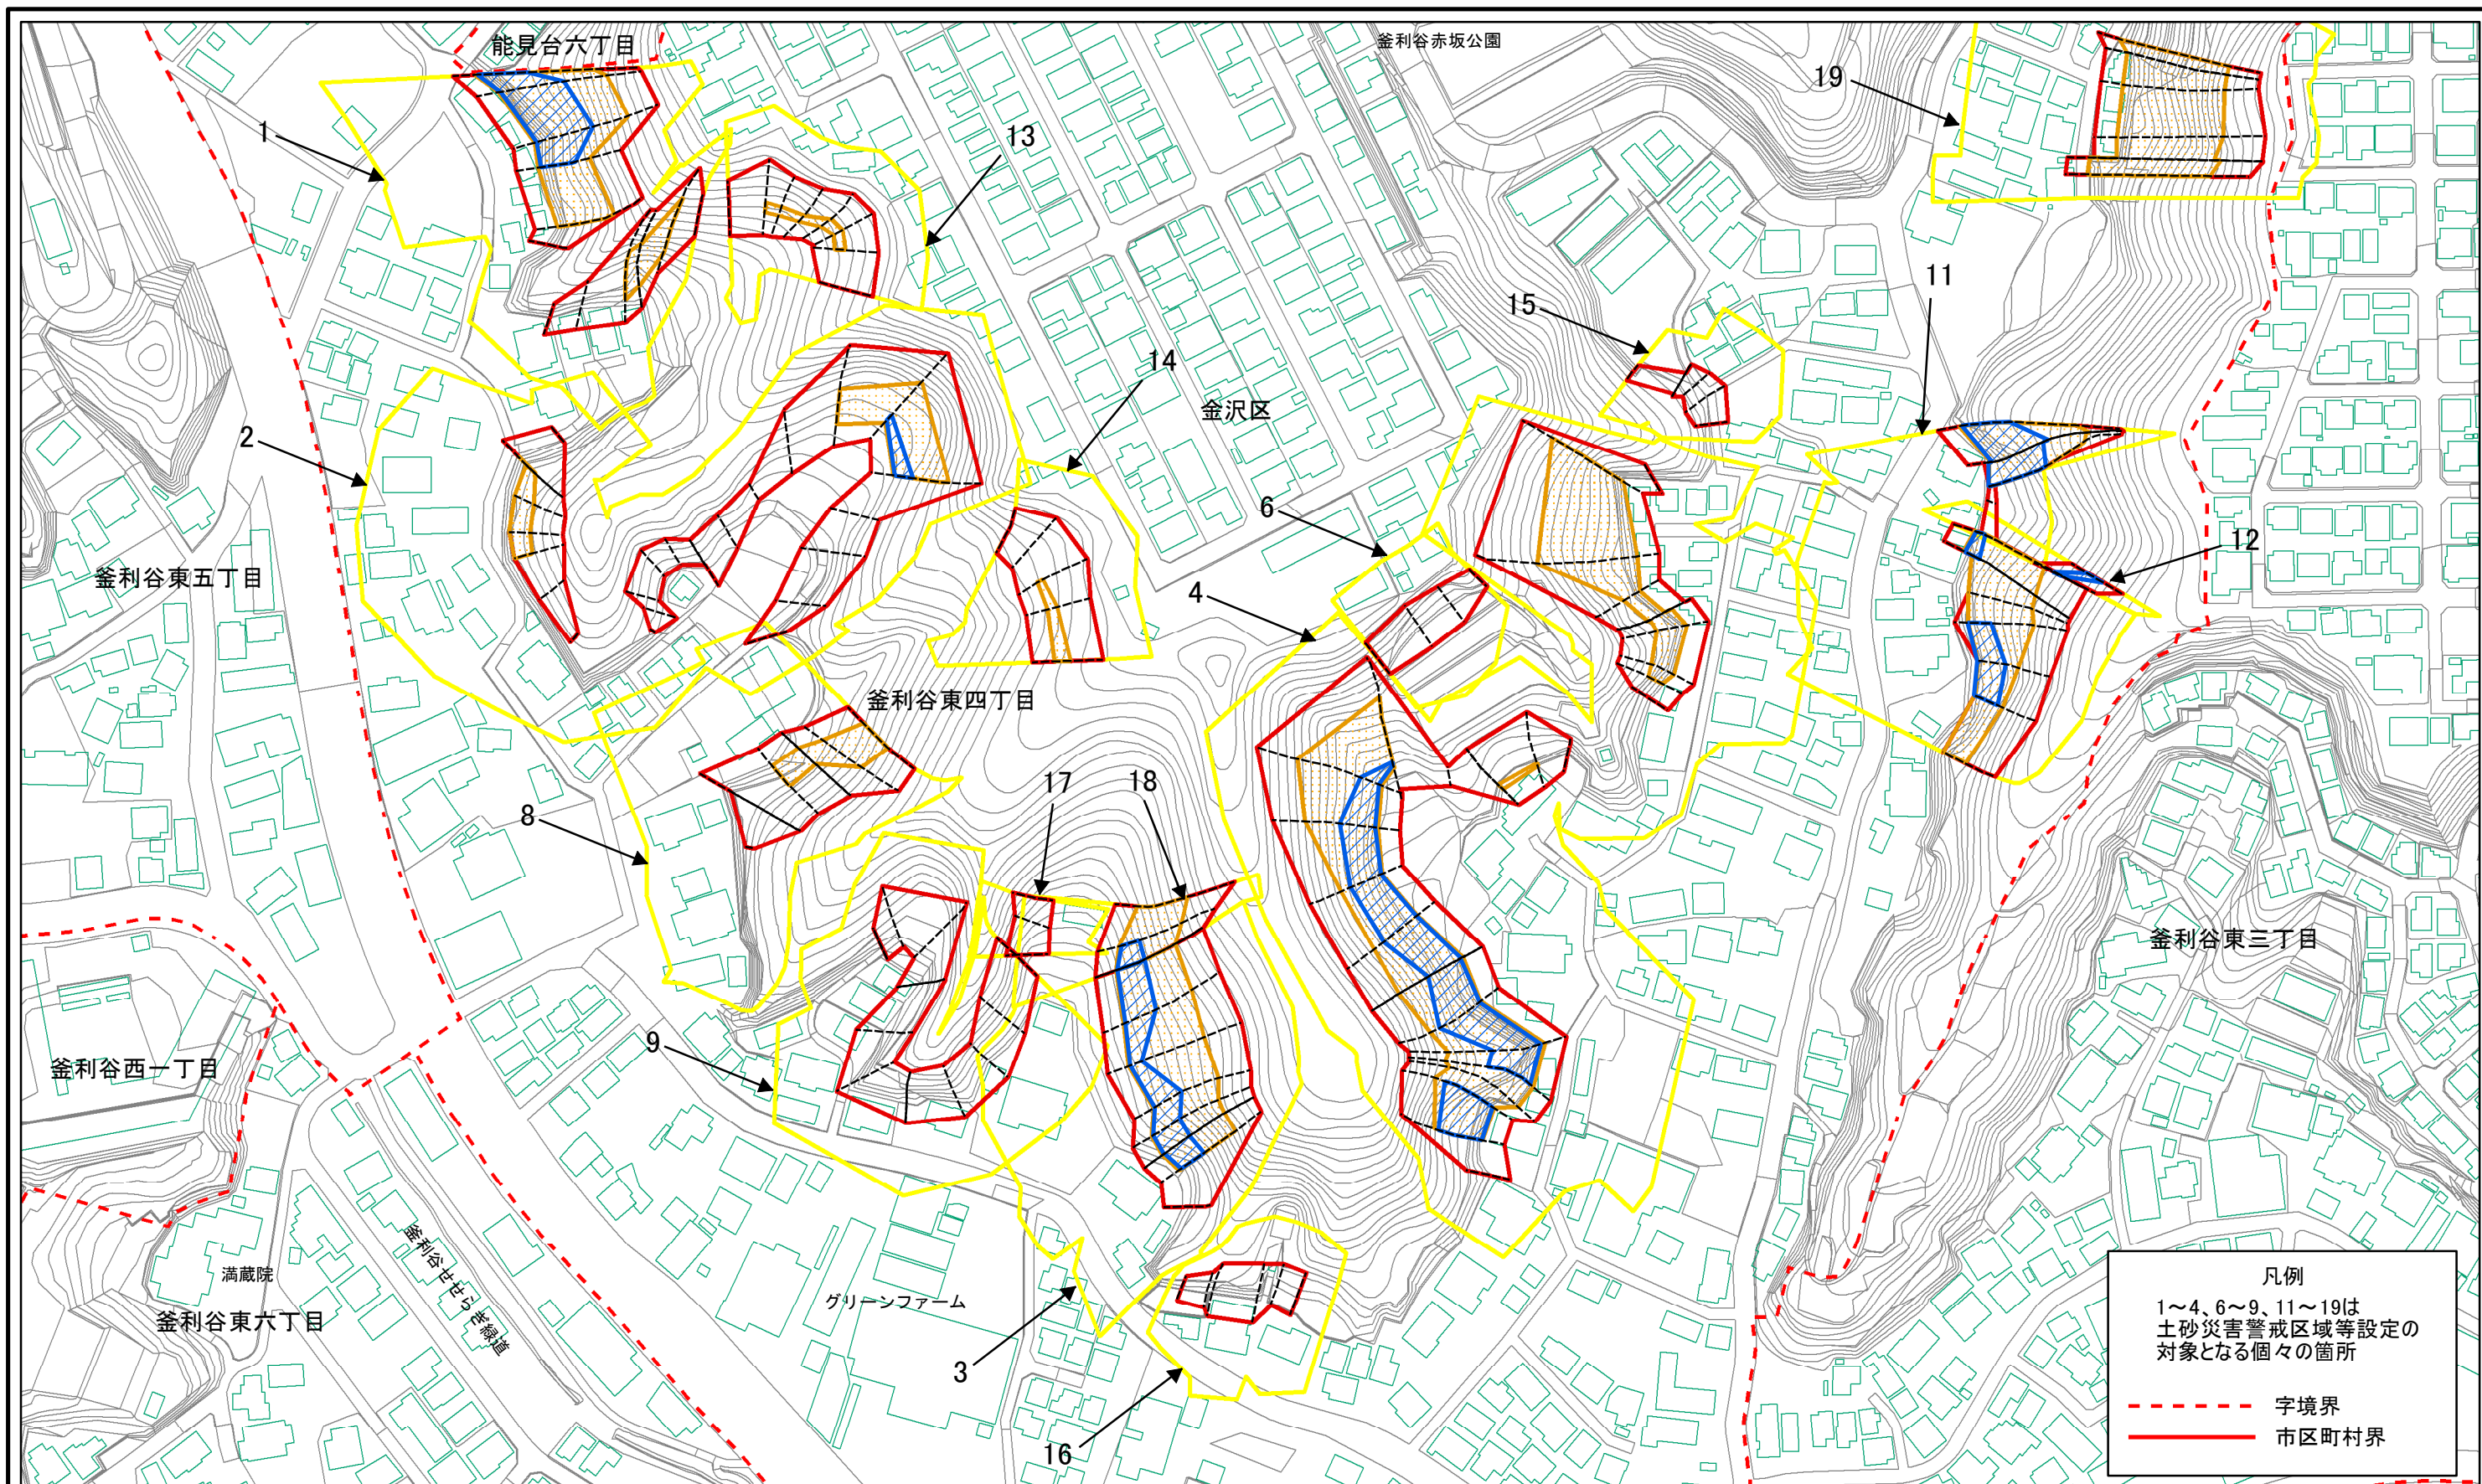 能見台六丁目
釜利谷赤坂公園
19
1
13
11
15
14
金沢区
2
6
12
釜利谷東五丁目
4
釜利谷東四丁目
17
18
8
釜利谷東三丁目
9
釜利谷西一丁目
満蔵院
釜利谷せせらぎ緑道
グリーンファーム
釜利谷東六丁目
3
16
凡例
1～4、6～9、11～19は
土砂災害警戒区域等設定の
対象となる個々の箇所
字境界
市区町村界